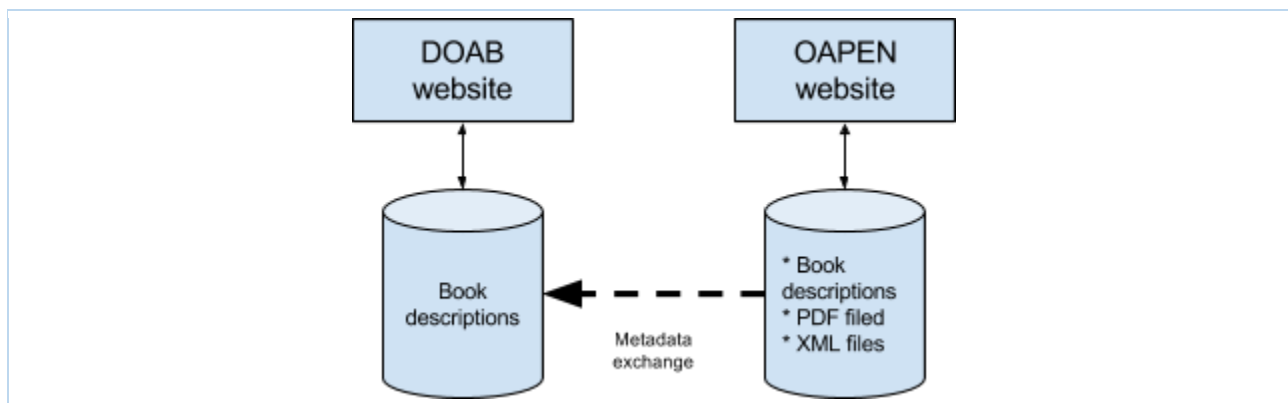 DOAB
website
OAPEN
website
Book
descriptions
Metadata
exchange
* Book
descriptions
* PDF filed
* XML files